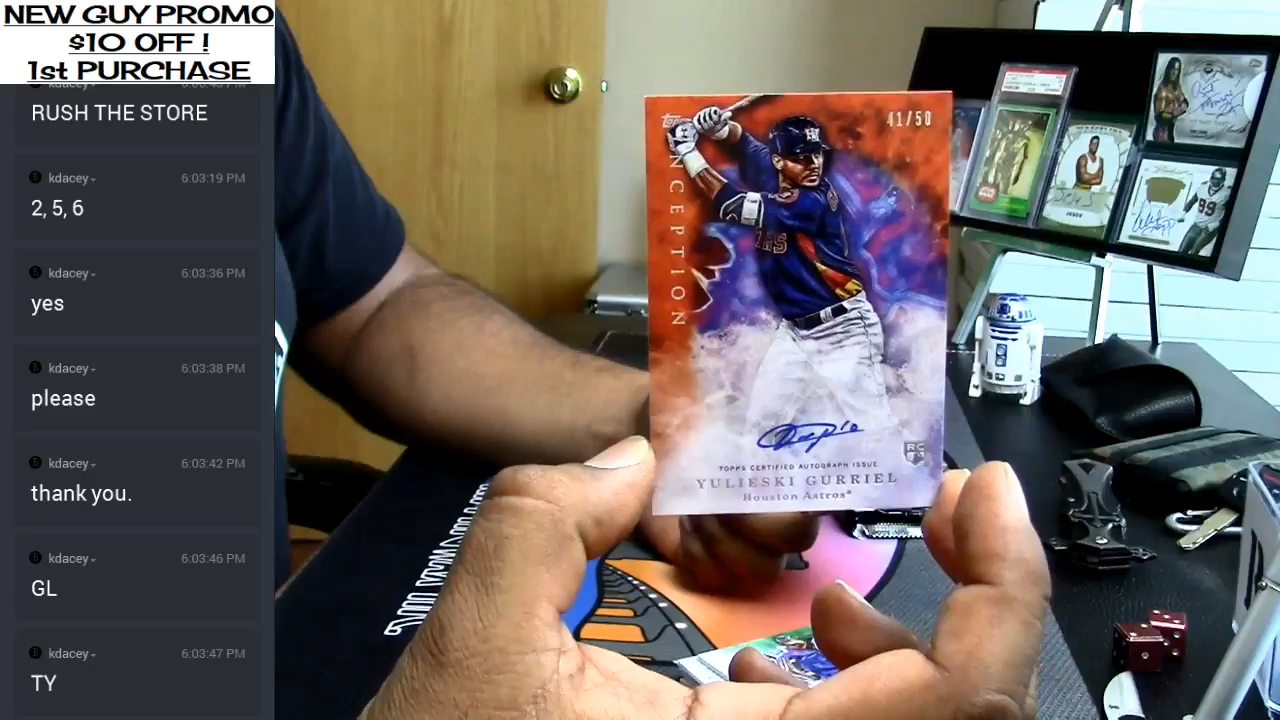 NEW GUY PROMO
$10 OFF !
1st PURCHASE
RUSH THE STORE
kdacey 6:03:19 PM
2, 5, 6
kdacey 6:03:36 PM
yes
kdacey 6:03:38 PM
please
kdacey 6:03:42 PM
thank you.
kdacey 6:03:46 PM
GL
kdacey 6:03:47 PM
TY
Topps
41/50
INCEPTION
TOPPS CERTIFIED AUTOGRAPH ISSUE
YULIESKI GURRIEL
Houston Astros
RC
99